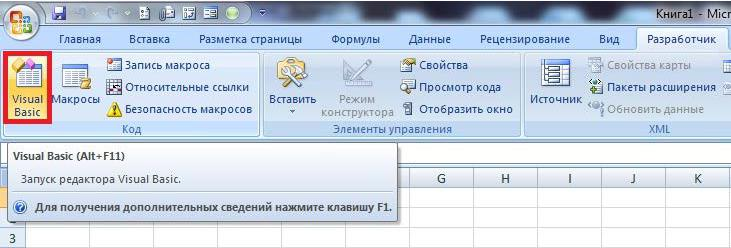 Книга1 - Micr
Главная Вставка Разметка страницы Формулы Данные Рецензирование Вид Разработчик
Visual Basic
Макросы
Запись макроса
Относительные ссылки
Безопасность макросов
Код
Вставить
Режим конструктора
Свойства
Просмотр кода
Отобразить окно
Элементы управления
Источник
Свойства карты
Пакеты расширения
Обновить данные
XML
Visual Basic (Alt+F11)
Запуск редактора Visual Basic.
Для получения дополнительных сведений нажмите клавишу F1.
G H I J K
3